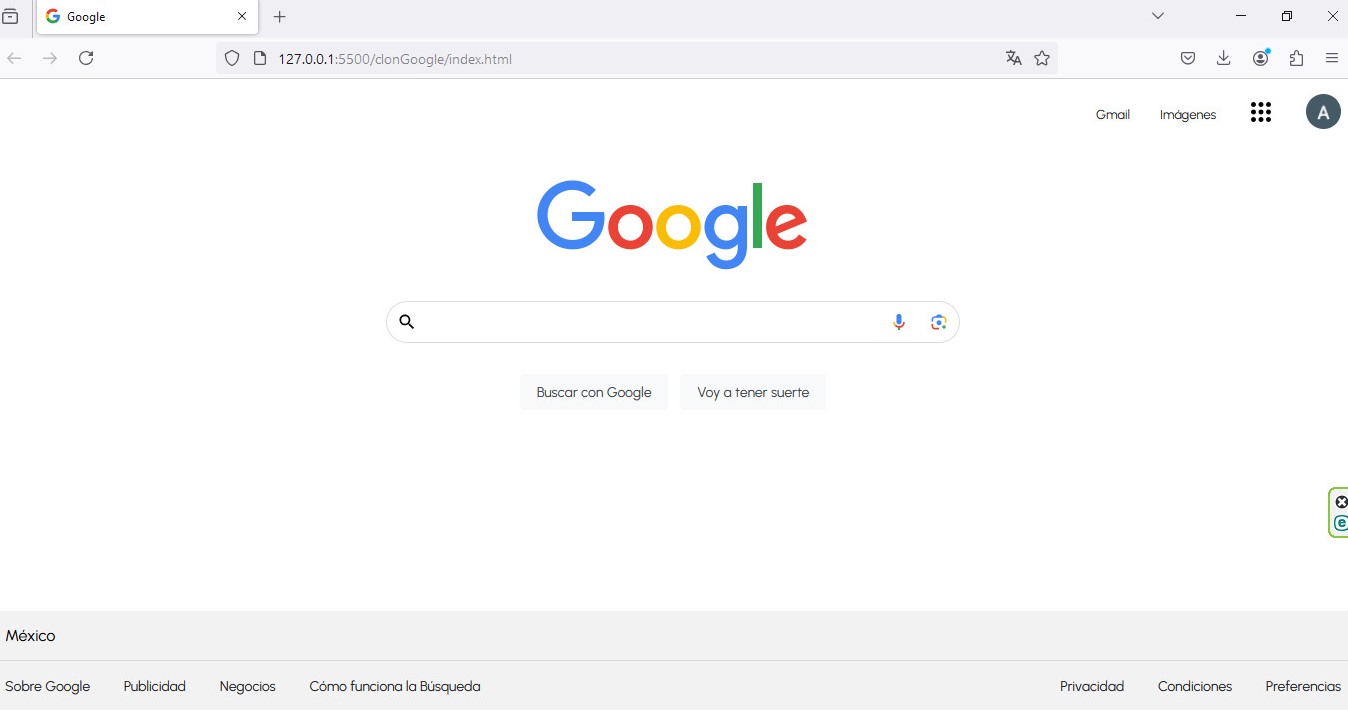 Google
127.0.0.1:5500/clonGoogle/index.html
Gmail Imágenes A
Google
Buscar con Google Voy a tener suerte
e
México
Sobre Google Publicidad Negocios Cómo funciona la Búsqueda Privacidad Condiciones Preferencias